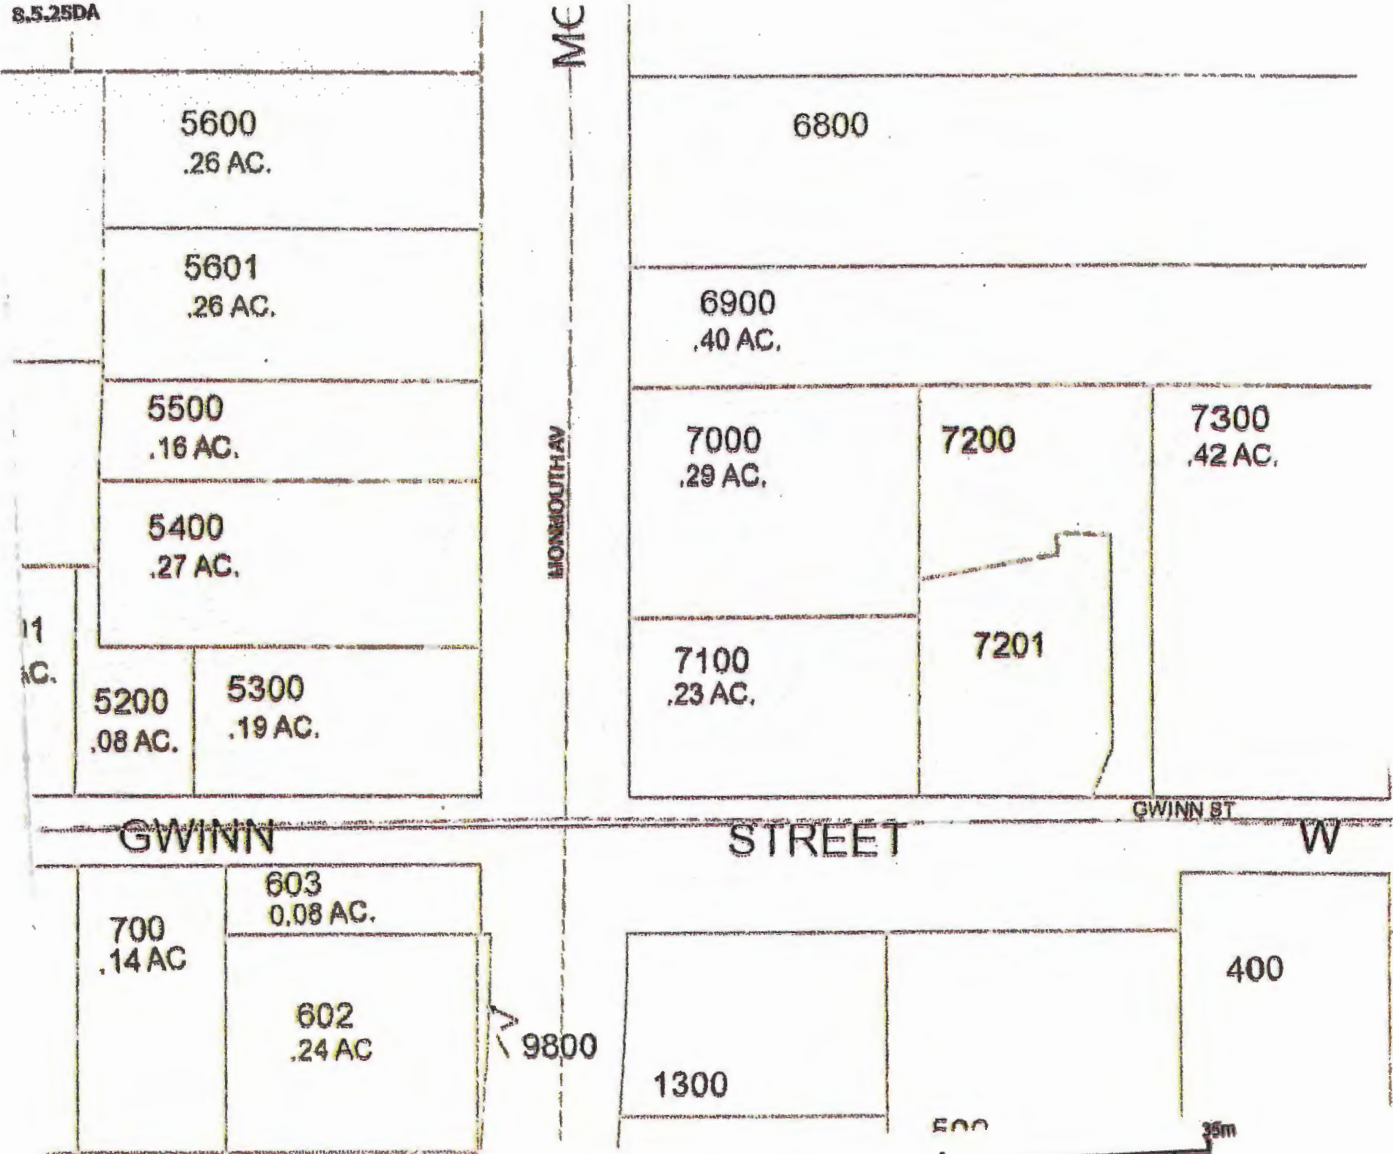 8.5.25DA
MO
5600
.26 AC.
6800
5601
.26 AC.
6900
.40 AC.
5500
.16 AC.
7000
.29 AC.
7200
7300
.42 AC.
MONMOUTH AV
5400
.27 AC.
7201
7100
.23 AC.
5200
.08 AC.
5300
.19 AC.
GWINN ST
GWINN STREET W
603
0.08 AC.
700
.14 AC
400
602
.24 AC
9800
1300
35m